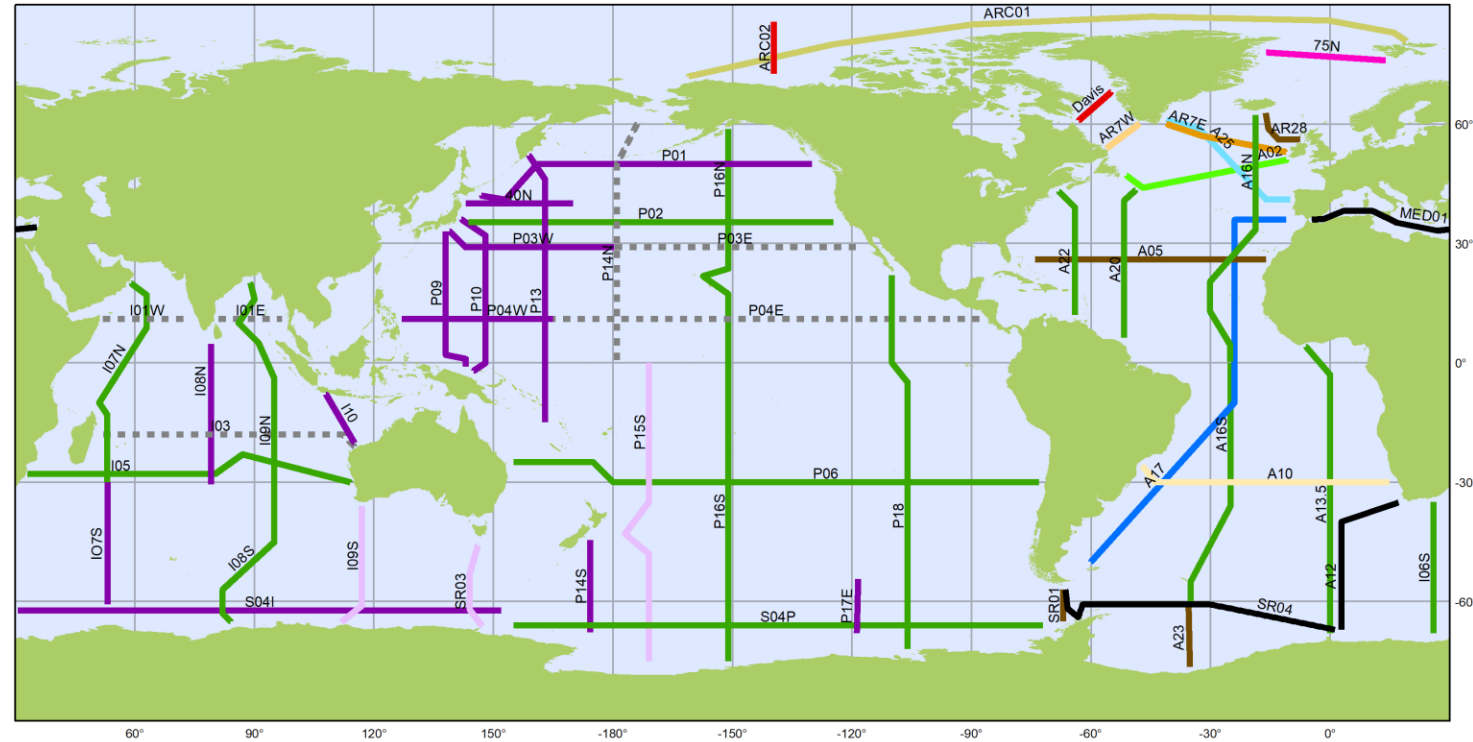 ARC01
ARC02
75N
Davis
AR7W
AR7E
A25
AR28
A02
A16N
60°
P01
P16N
40N
P02
MED01
P03W
P03E
P14N
A22
A20
A05
30°
P09
P10
P13
P04W
P04E
I01W
I01E
I07N
I08N
I03
I10
I09N
0°
P15S
A16S
I05
P06
A17
A10
-30
P16S
P18
A13.5
IO7S
I08S
I09S
SR03
P14S
P17E
SR01
A12
I06S
S04I
S04P
SR04
-60
A23
60°
90°
120°
150°
-180°
-150°
-120°
-90°
-60°
-30°
0°